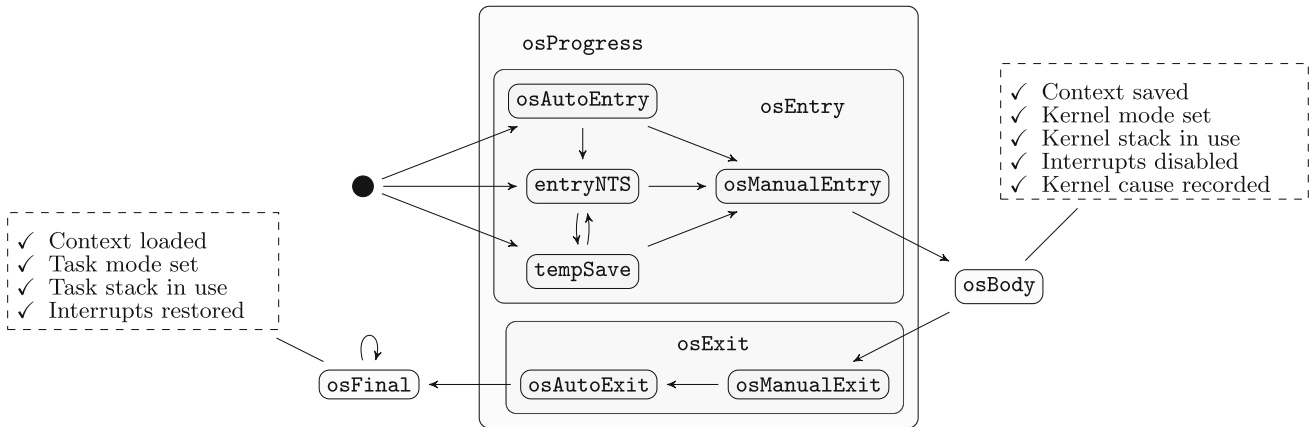 osProgress
osAutoEntry
osEntry
entryNTS
osManualEntry
tempSave
✓ Context saved
✓ Kernel mode set
✓ Kernel stack in use
✓ Interrupts disabled
✓ Kernel cause recorded
osBody
✓ Context loaded
✓ Task mode set
✓ Task stack in use
✓ Interrupts restored
osExit
osFinal
osAutoExit
osManualExit